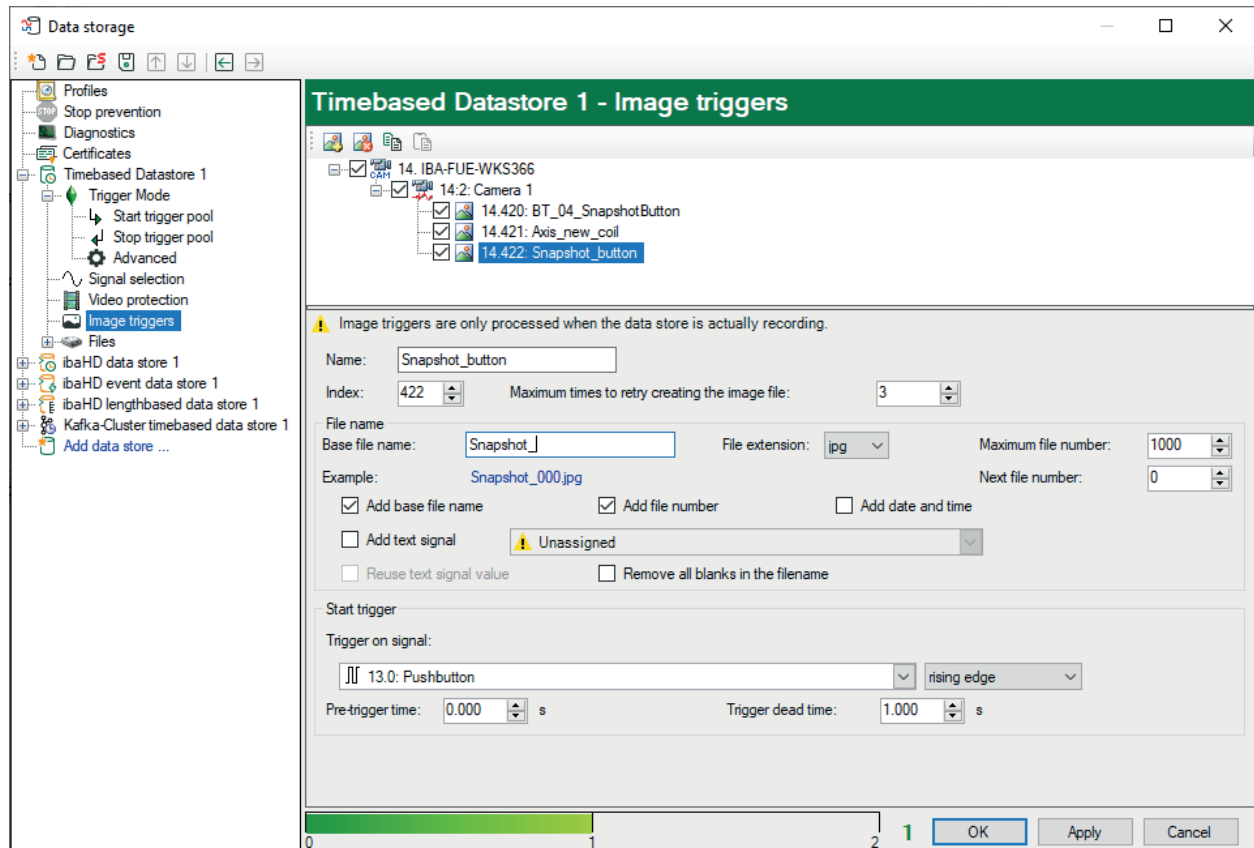 Data storage
Profiles
STOP
Stop prevention
Diagnostics
Certificates
Timebased Datastore 1
Trigger Mode
Start trigger pool
Stop trigger pool
Advanced
Signal selection
Video protection
Image triggers
Files
ibaHD data store 1
ibaHD event data store 1
ibaHD lengthbased data store 1
Kafka-Cluster timebased data store 1
Add data store ...
Timebased Datastore 1 - Image triggers
CAM 14. IBA-FUE-WKS366
14:2: Camera 1
14.420: BT_04_SnapshotButton
14.421: Axis_new_coil
14.422: Snapshot_button
Image triggers are only processed when the data store is actually recording.
Name: Snapshot_button
Index: 422 Maximum times to retry creating the image file: 3
File name
Base file name: Snapshot_ File extension: jpg Maximum file number: 1000
Example: Snapshot_000.jpg Next file number: 0
Add base file name Add file number Add date and time
Add text signal Unassigned
Reuse text signal value Remove all blanks in the filename
Start trigger
Trigger on signal:
13.0: Pushbutton rising edge
Pre-trigger time: 0.000 s Trigger dead time: 1.000 s
0 1 2 1 OK Apply Cancel